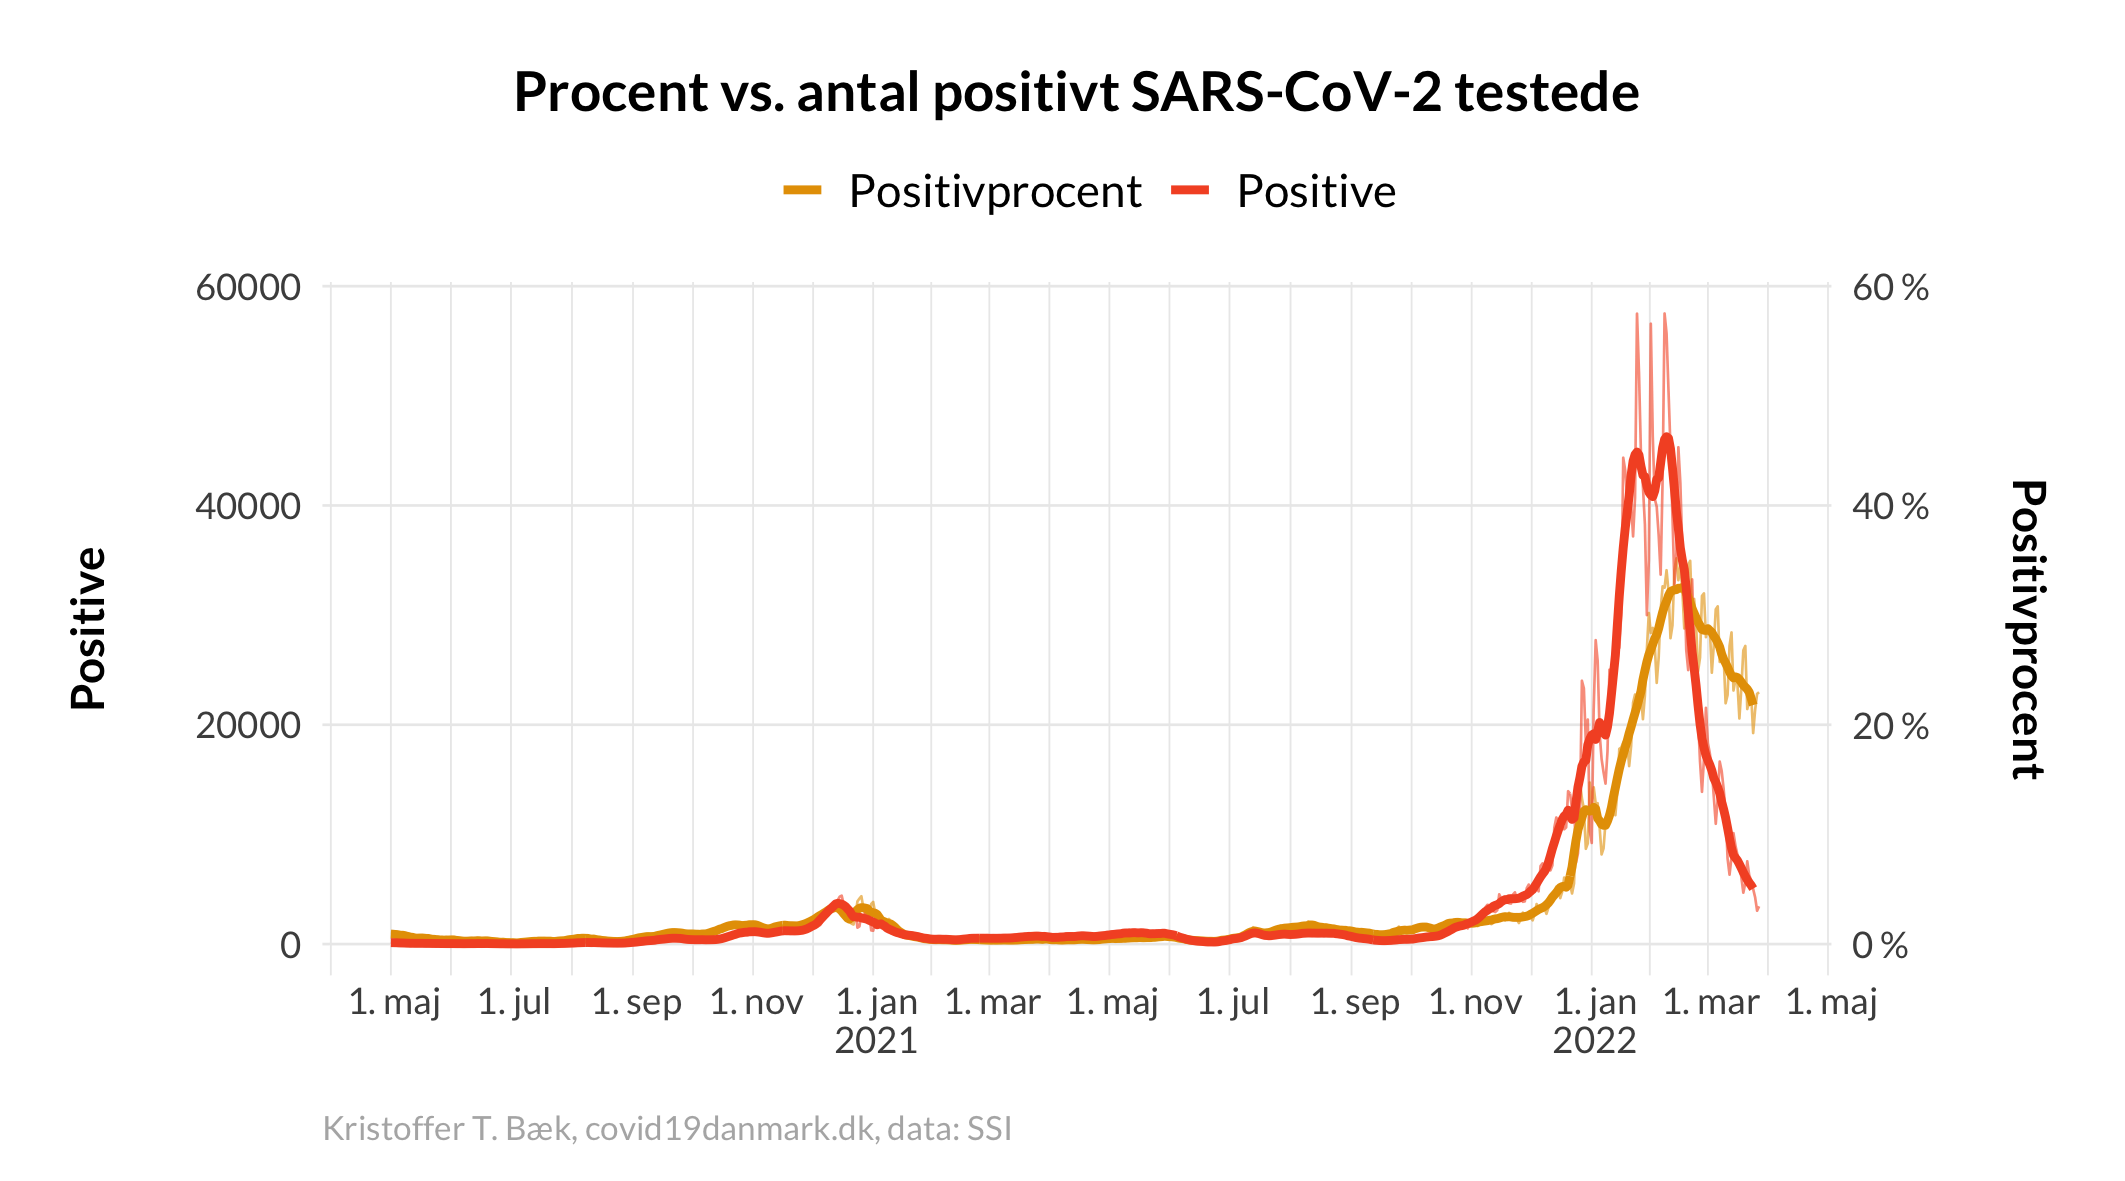 Procent vs. antal positivt SARS-CoV-2 testede
Positivprocent Positive
60000 60 %
40000 40 %
20000 20 %
0 0 %
Positive
Positivprocent
1. maj 1. jul 1. sep 1. nov 1. jan 1. mar 1. maj 1. jul 1. sep 1. nov 1. jan 1. mar 1. maj
2021 2022
Kristoffer T. Bæk, covid19danmark.dk, data: SSI